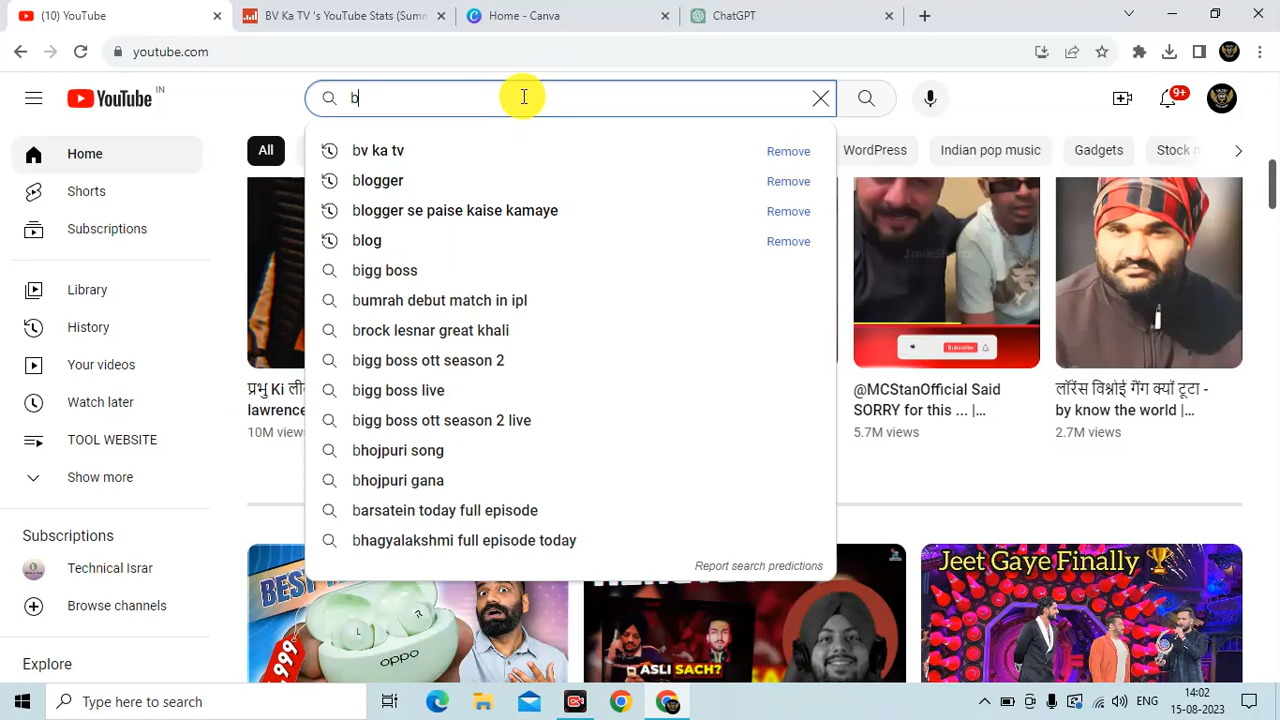 (10) YouTube
BV Ka TV 's YouTube Stats (Summ
Home - Canva
ChatGPT
youtube.com
YouTube IN
b
9+
Home
Shorts
Subscriptions
Library
History
Your videos
Watch later
TOOL WEBSITE
Show more
Subscriptions
Technical Israr
Browse channels
Explore
All
WordPress
Indian pop music
Gadgets
Stock
bv ka tv Remove
blogger Remove
blogger se paise kaise kamaye Remove
blog Remove
bigg boss
bumrah debut match in ipl
brock lesnar great khali
bigg boss ott season 2
bigg boss live
bigg boss ott season 2 live
bhojpuri song
bhojpuri gana
barsatein today full episode
bhagyalakshmi full episode today
Report search predictions
प्रभु Ki
lawrence
10M view
Subscribe
@MCStanOfficial Said
SORRY for this ... |...
5.7M views
लॉरेंस विश्नोई गैंग क्यों टूटा -
by know the world |...
2.7M views
L
oppo
999
ASLI SACH?
Jeet Gaye Finally
Type here to search
ENG
14:02
15-08-2023